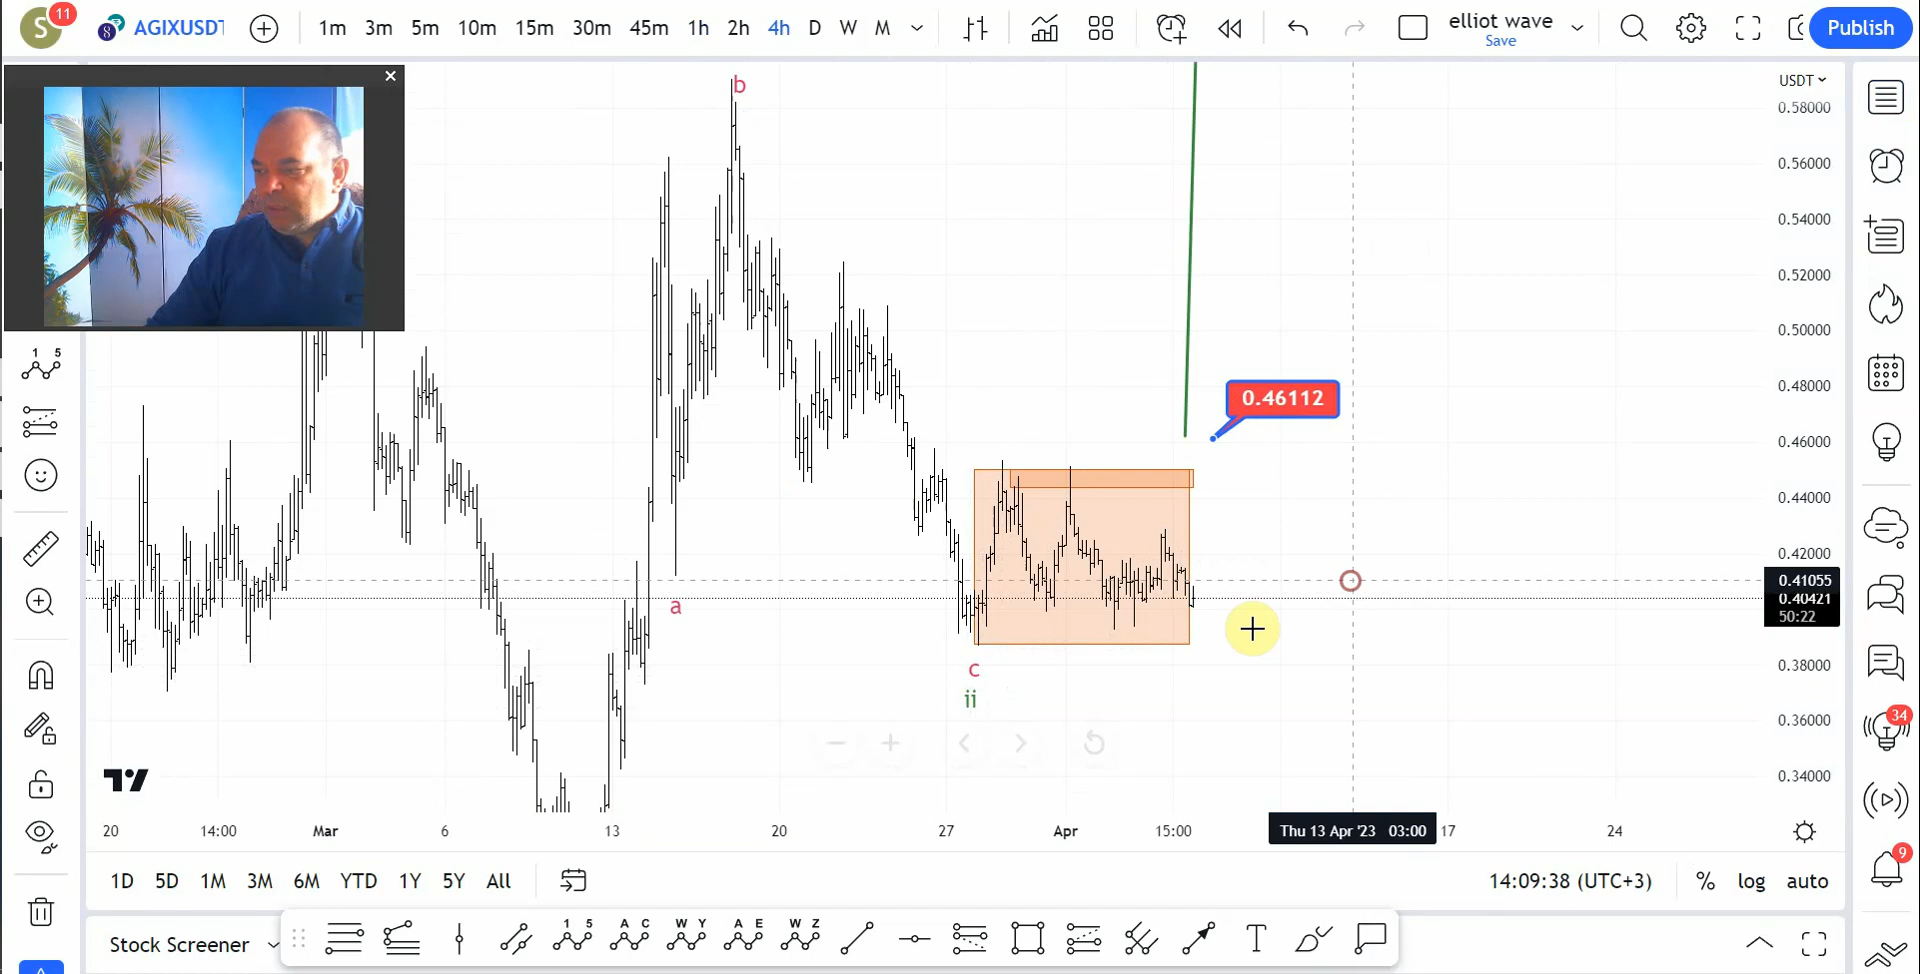 S
11
AGIXUSDT
1m
3m
5m
10m
15m
30m
45m
1h
2h
4h
D
W
M
elliot wave
Save
Publish
USDT
b
0.58000
0.56000
0.54000
0.52000
0.50000
0.48000
0.46000
0.44000
0.42000
0.41055
0.40421
50:22
0.38000
0.36000
0.34000
0.46112
a
c
ii
1 5
20
14:00
Mar
6
13
20
27
Apr
15:00
Thu 13 Apr '23 03:00
17
24
1D
5D
1M
3M
6M
YTD
1Y
5Y
All
14:09:38 (UTC+3)
%
log
auto
Stock Screener
1 5
A C
W Y
A E
W Z
T
34
9